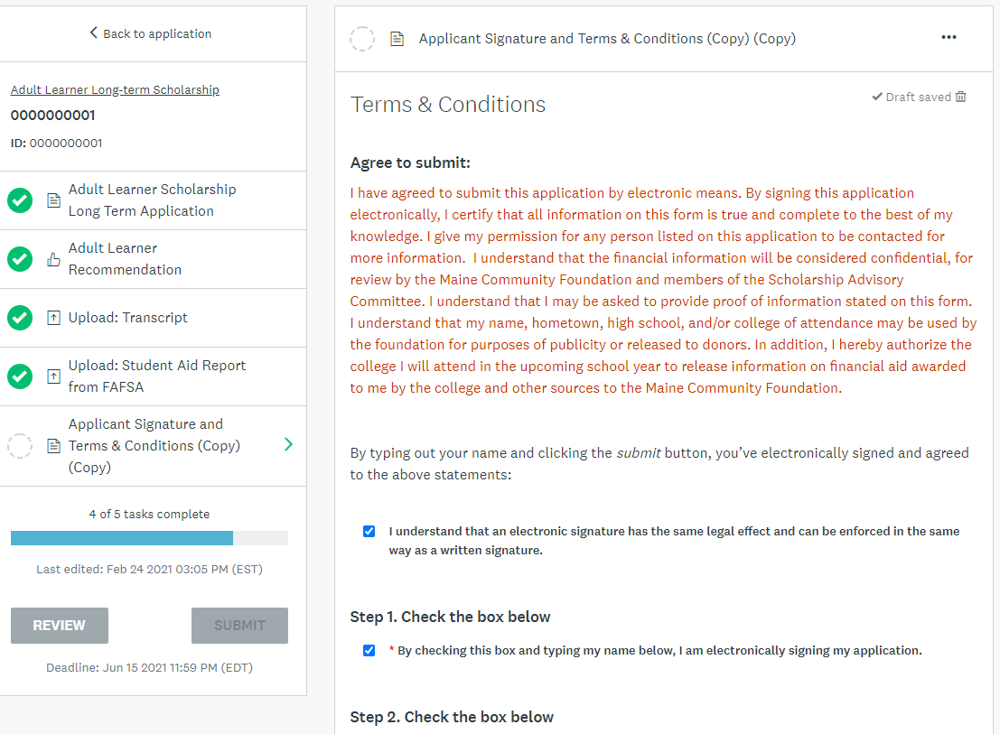 Back to application
Adult Learner Long-term Scholarship
0000000001
ID: 0000000001
Adult Learner Scholarship
Long Term Application
Adult Learner
Recommendation
Upload: Transcript
Upload: Student Aid Report
from FAFSA
Applicant Signature and
Terms & Conditions (Copy)
(Copy)
4 of 5 tasks complete
Last edited: Feb 24 2021 03:05 PM (EST)
REVIEW
SUBMIT
Deadline: Jun 15 2021 11:59 PM (EDT)
Applicant Signature and Terms & Conditions (Copy) (Copy)
Terms & Conditions
Draft saved
Agree to submit:
I have agreed to submit this application by electronic means. By signing this application
electronically, I certify that all information on this form is true and complete to the best of my
knowledge. I give my permission for any person listed on this application to be contacted for
more information.  I understand that the financial information will be considered confidential, for
review by the Maine Community Foundation and members of the Scholarship Advisory
Committee. I understand that I may be asked to provide proof of information stated on this form.
I understand that my name, hometown, high school, and/or college of attendance may be used by
the foundation for purposes of publicity or released to donors. In addition, I hereby authorize the
college I will attend in the upcoming school year to release information on financial aid awarded
to me by the college and other sources to the Maine Community Foundation.
By typing out your name and clicking the submit button, you’ve electronically signed and agreed
to the above statements:
I understand that an electronic signature has the same legal effect and can be enforced in the same
way as a written signature.
Step 1. Check the box below
* By checking this box and typing my name below, I am electronically signing my application.
Step 2. Check the box below